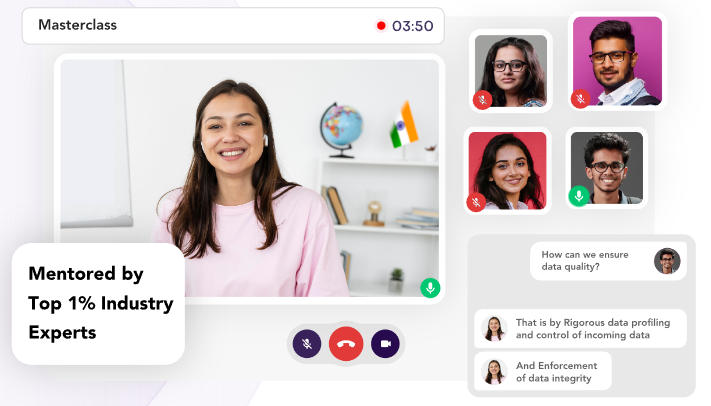 Masterclass
03:50
Mentored by
Top 1% Industry
Experts
How can we ensure
data quality?
That is by Rigorous data profiling
and control of incoming data
And Enforcement
of data integrity